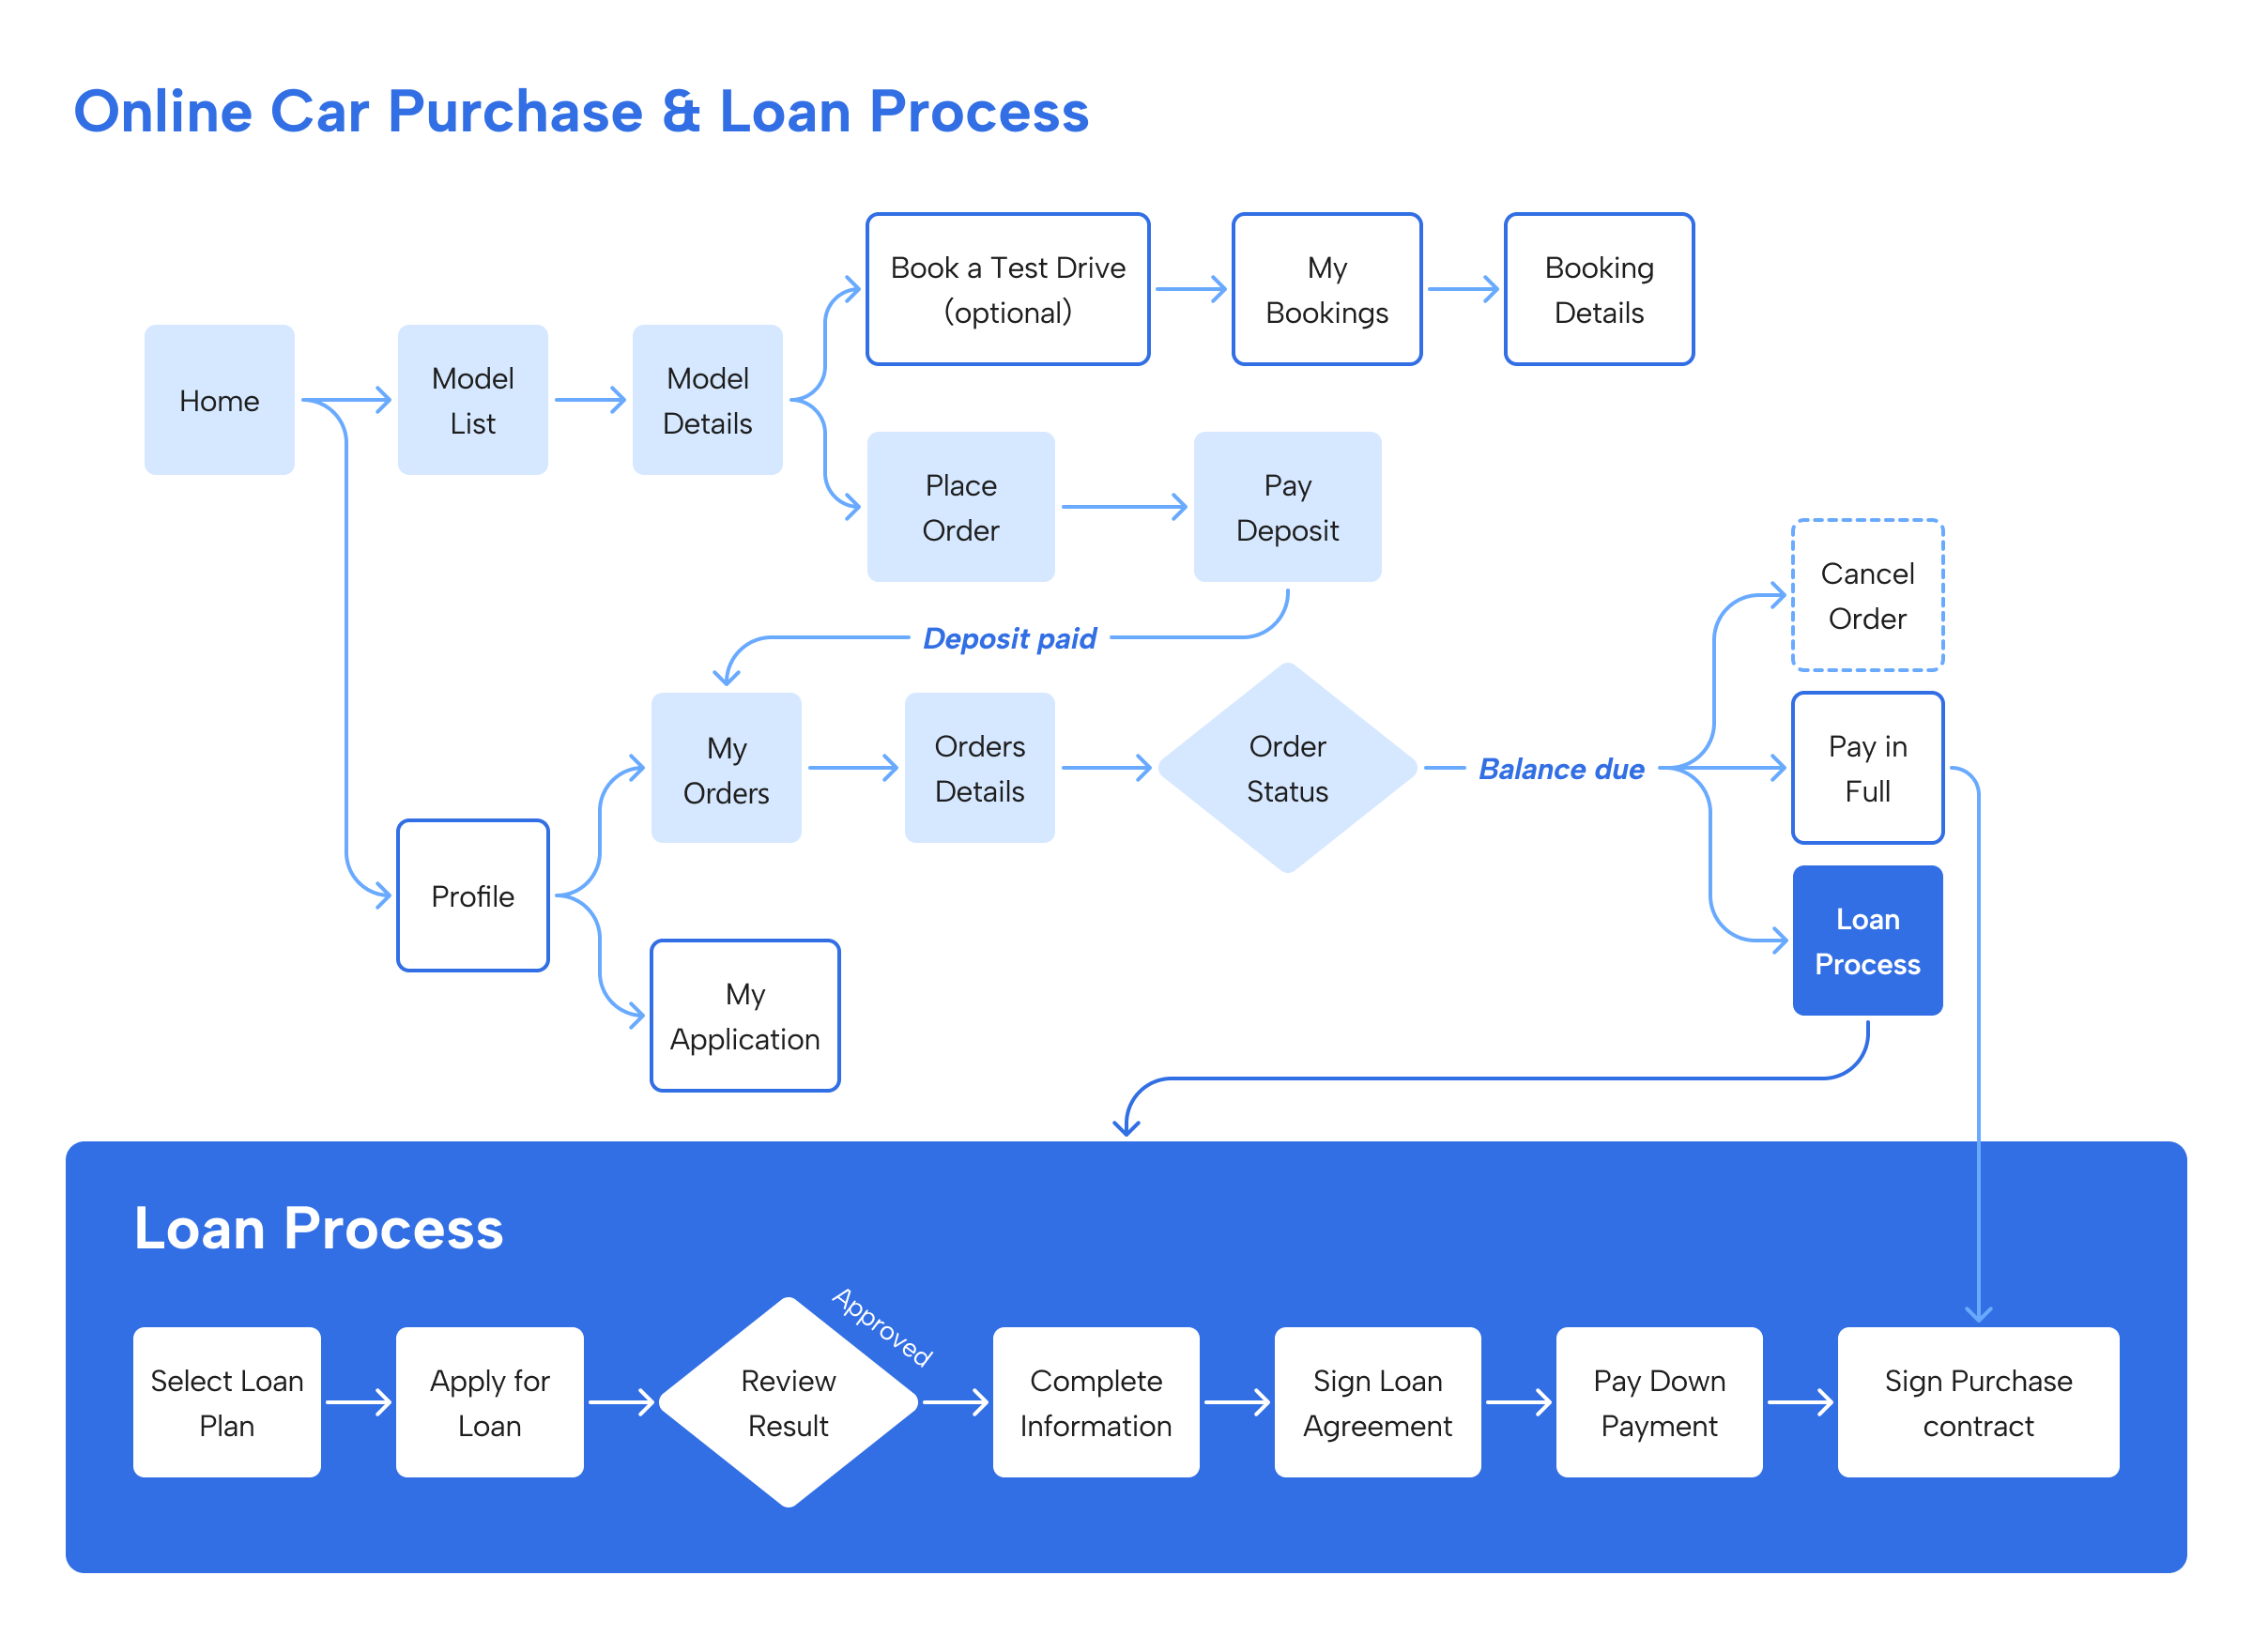 Online Car Purchase & Loan Process
Book a Test Drive
(optional)
My
Bookings
Booking
Details
Home
Model
List
Model
Details
Place
Order
Pay
Deposit
Cancel
Order
Deposit paid
My
Orders
Orders
Details
Order
Status
Balance due
Pay in
Full
Profile
Loan
Process
My
Application
Loan Process
Select Loan
Plan
Apply for
Loan
Review
Result
Approved
Complete
Information
Sign Loan
Agreement
Pay Down
Payment
Sign Purchase
contract